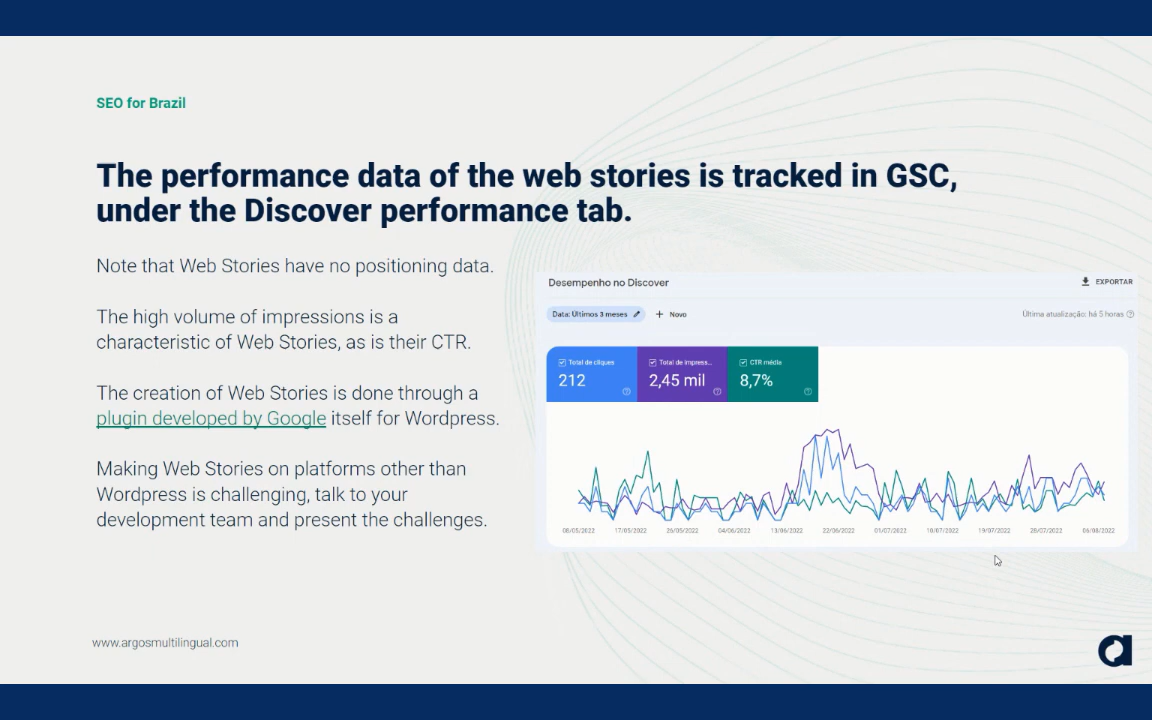 SEO for Brazil
The performance data of the web stories is tracked in GSC,
under the Discover performance tab.
Note that Web Stories have no positioning data.
The high volume of impressions is a
characteristic of Web Stories, as is their CTR.
The creation of Web Stories is done through a
plugin developed by Google itself for Wordpress.
Making Web Stories on platforms other than
Wordpress is challenging, talk to your
development team and present the challenges.
Desempenho no Discover
EXPORTAR
Data: Últimos 3 meses
+ Novo
Última atualização: há 5 horas
Total de cliques
212
Total de impress...
2,45 mil
CTR média
8,7%
08/05/2022 17/05/2022 26/05/2022 04/06/2022 13/06/2022 22/06/2022 01/07/2022 10/07/2022 19/07/2022 28/07/2022 06/08/2022
www.argosmultilingual.com